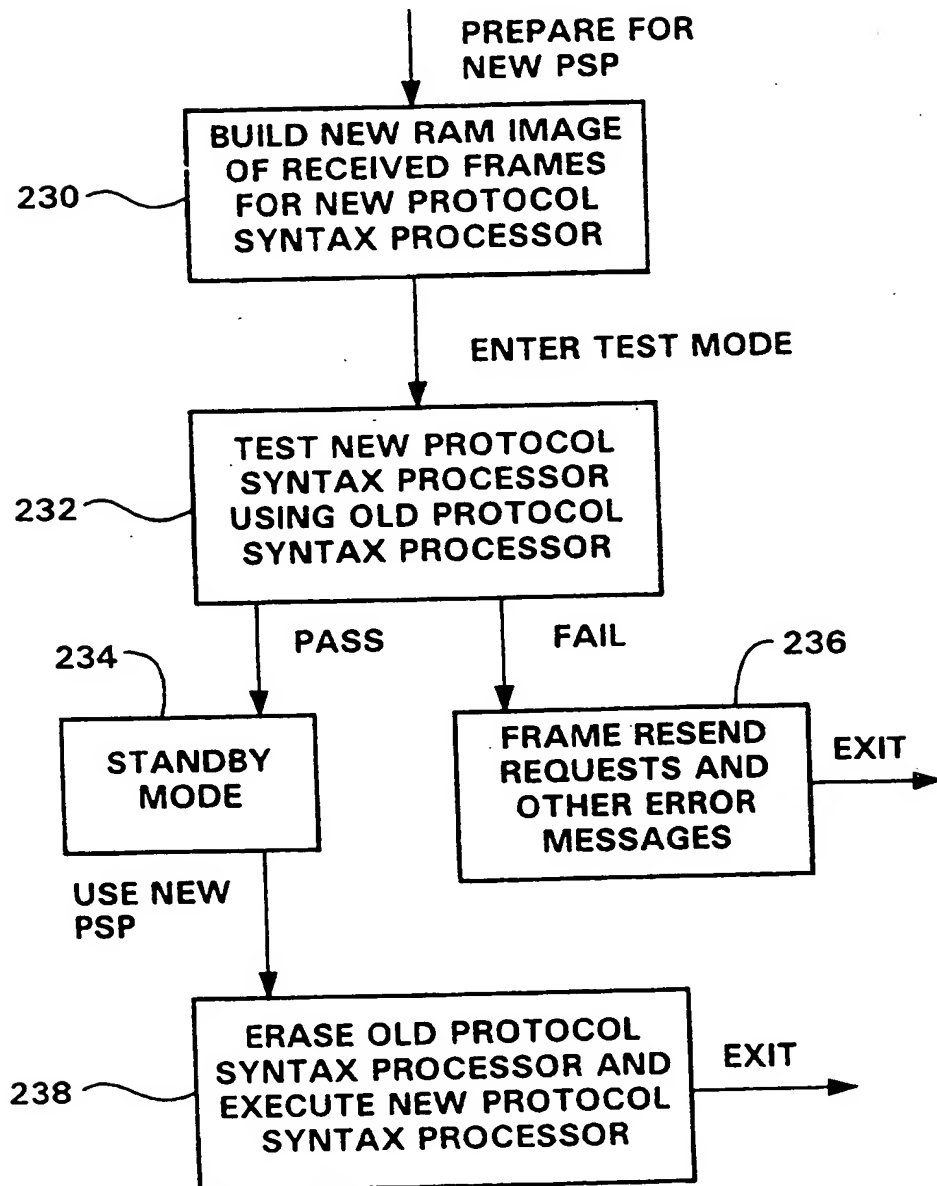 PREPARE FOR
NEW PSP
BUILD NEW RAM IMAGE
OF RECEIVED FRAMES
FOR NEW PROTOCOL
SYNTAX PROCESSOR
230
ENTER TEST MODE
TEST NEW PROTOCOL
SYNTAX PROCESSOR
USING OLD PROTOCOL
SYNTAX PROCESSOR
232
PASS
FAIL
234
236
STANDBY
MODE
FRAME RESEND
REQUESTS AND
OTHER ERROR
MESSAGES
EXIT
USE NEW
PSP
ERASE OLD PROTOCOL
SYNTAX PROCESSOR AND
EXECUTE NEW PROTOCOL
SYNTAX PROCESSOR
238
EXIT